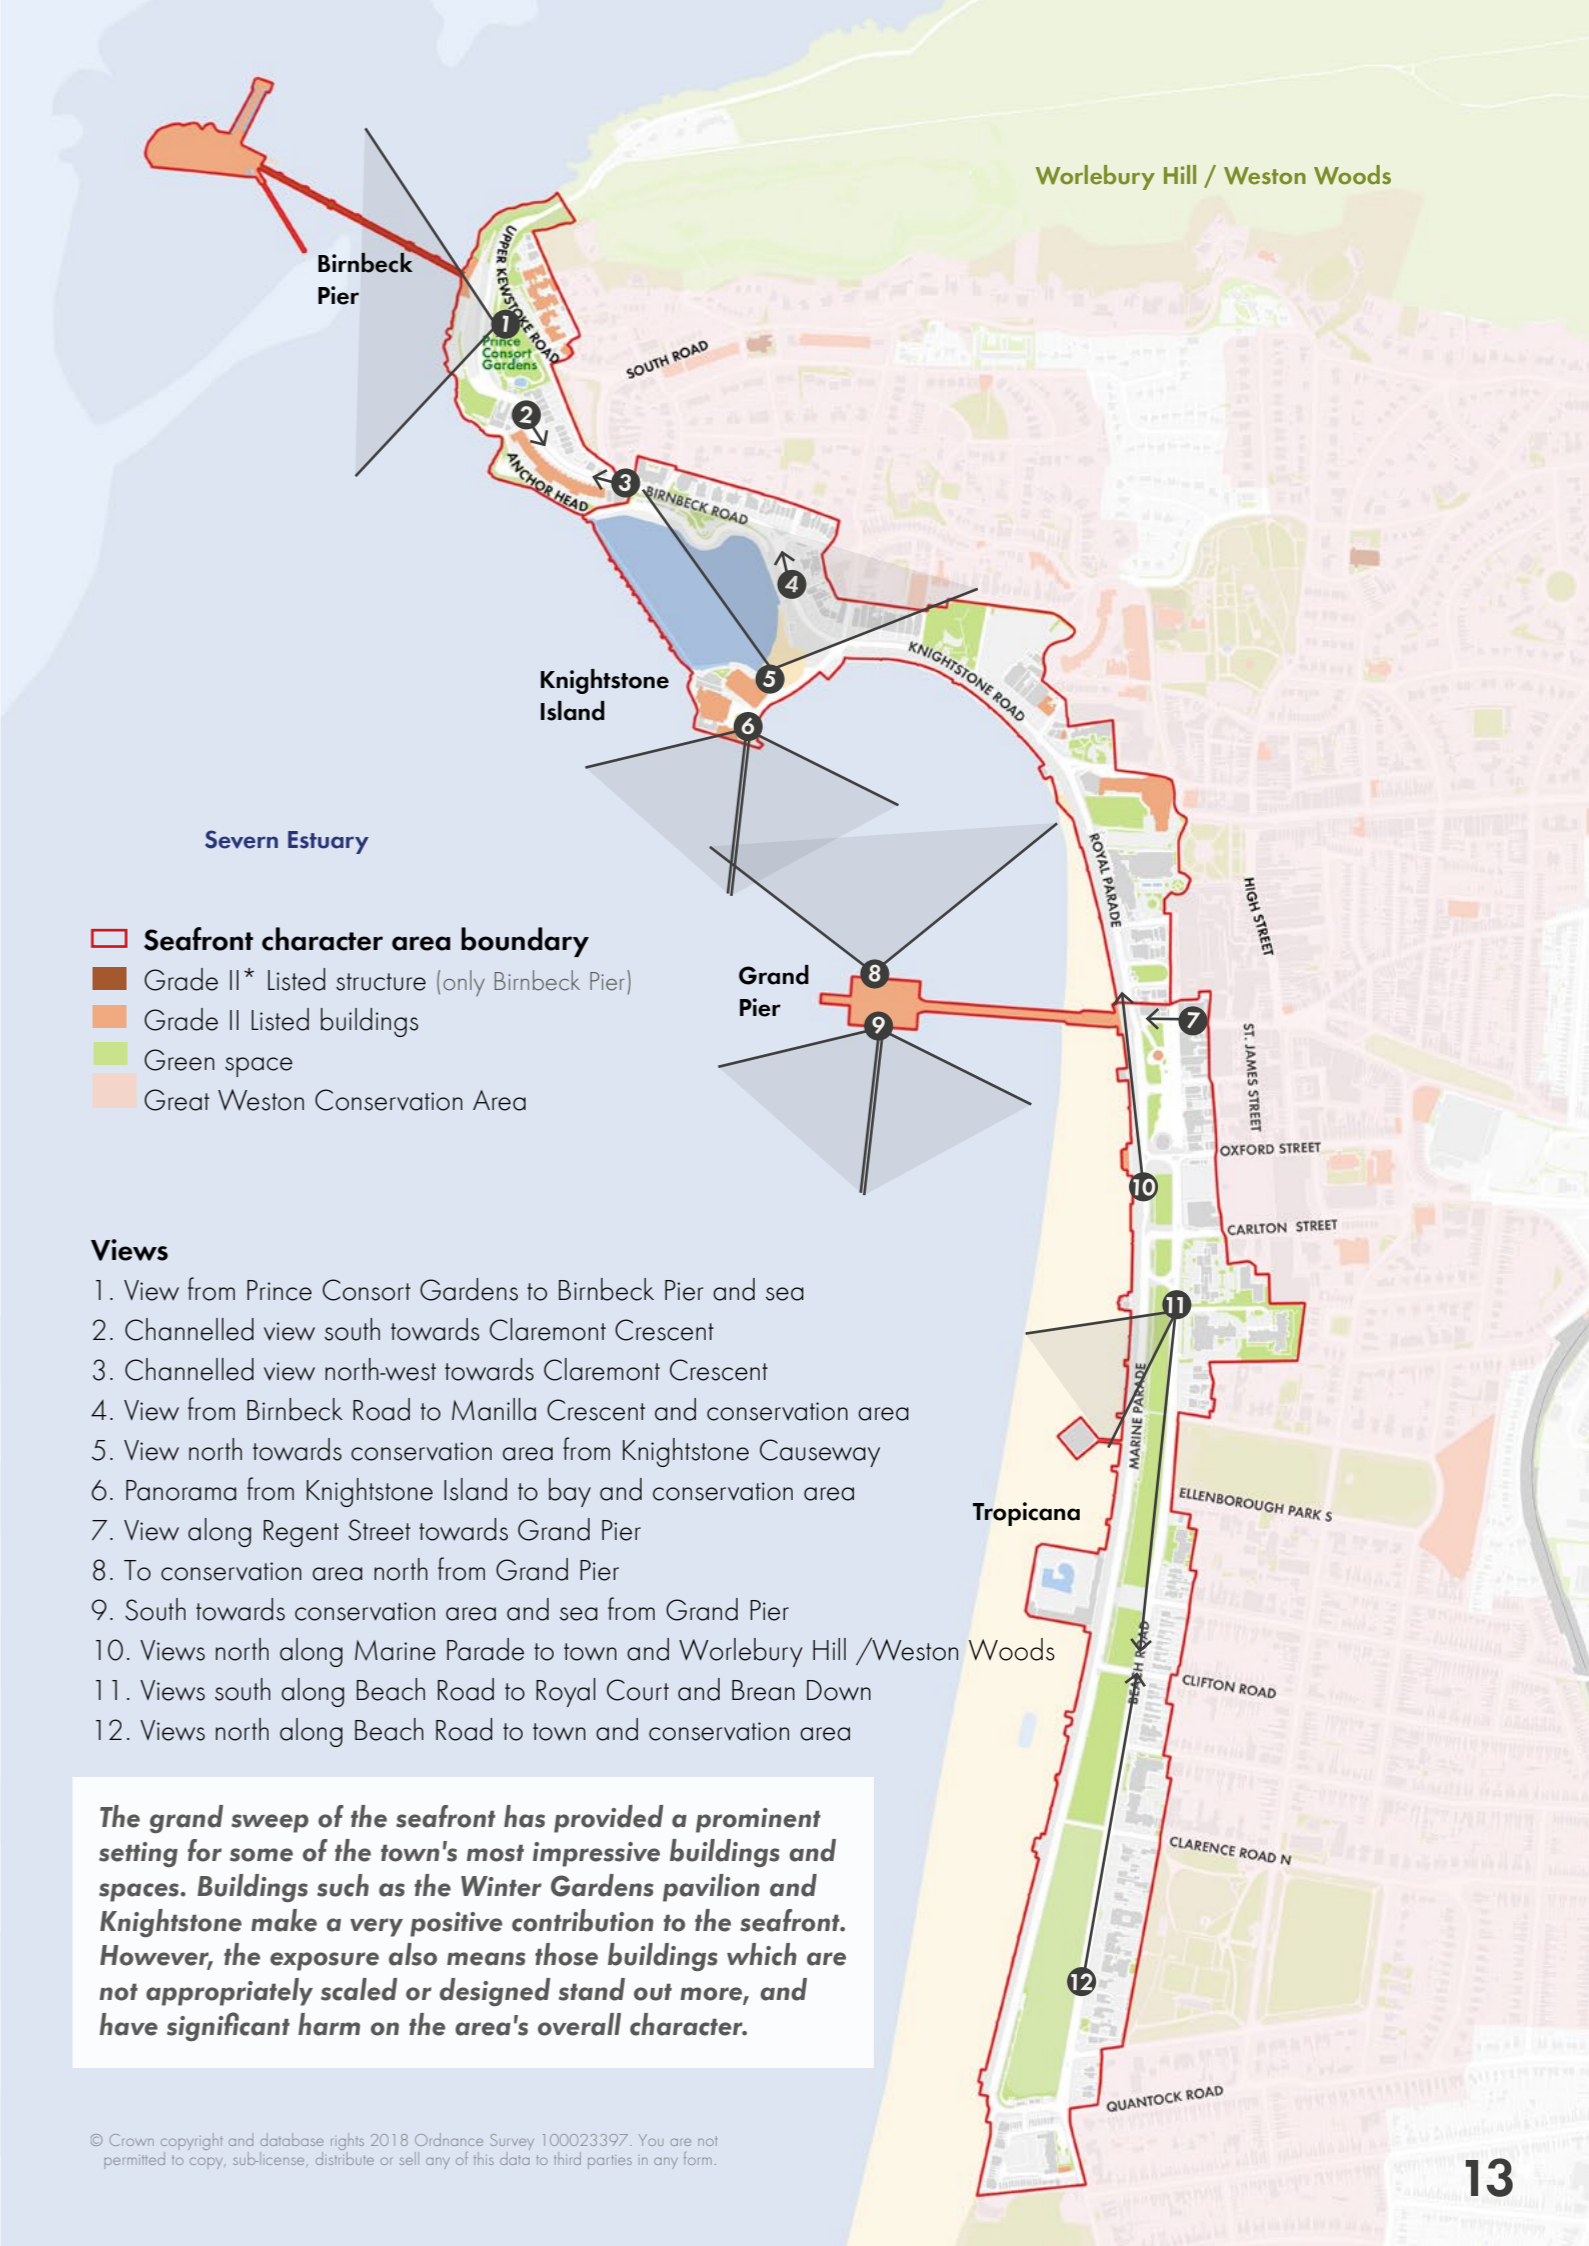 Worlebury Hill / Weston Woods
Birnbeck
Pier
UPPER KEWSTOKE ROAD
1
Prince
Consort
Gardens
SOUTH ROAD
2
ANCHOR HEAD
3
BIRNBECK ROAD
4
KNIGHTSTONE ROAD
Knightstone
Island
5
6
Severn Estuary
ROYAL PARADE
HIGH STREET
Seafront character area boundary
Grade II* Listed structure (only Birnbeck Pier)
Grade II Listed buildings
Green space
Great Weston Conservation Area
Grand
Pier
8
9
7
ST. JAMES STREET
OXFORD STREET
10
CARLTON STREET
11
MARINE PARADE
ELLENBOROUGH PARK S
Tropicana
BEACH ROAD
CLIFTON ROAD
CLARENCE ROAD N
12
QUANTOCK ROAD
Views
1. View from Prince Consort Gardens to Birnbeck Pier and sea
2. Channelled view south towards Claremont Crescent
3. Channelled view north-west towards Claremont Crescent
4. View from Birnbeck Road to Manilla Crescent and conservation area
5. View north towards conservation area from Knightstone Causeway
6. Panorama from Knightstone Island to bay and conservation area
7. View along Regent Street towards Grand Pier
8. To conservation area north from Grand Pier
9. South towards conservation area and sea from Grand Pier
10. Views north along Marine Parade to town and Worlebury Hill /Weston Woods
11. Views south along Beach Road to Royal Court and Brean Down
12. Views north along Beach Road to town and conservation area
The grand sweep of the seafront has provided a prominent
setting for some of the town's most impressive buildings and
spaces. Buildings such as the Winter Gardens pavilion and
Knightstone make a very positive contribution to the seafront.
However, the exposure also means those buildings which are
not appropriately scaled or designed stand out more, and
have significant harm on the area's overall character.
© Crown copyright and database rights 2018 Ordnance Survey 100023397. You are not
permitted to copy, sub-license, distribute or sell any of this data to third parties in any form.
13